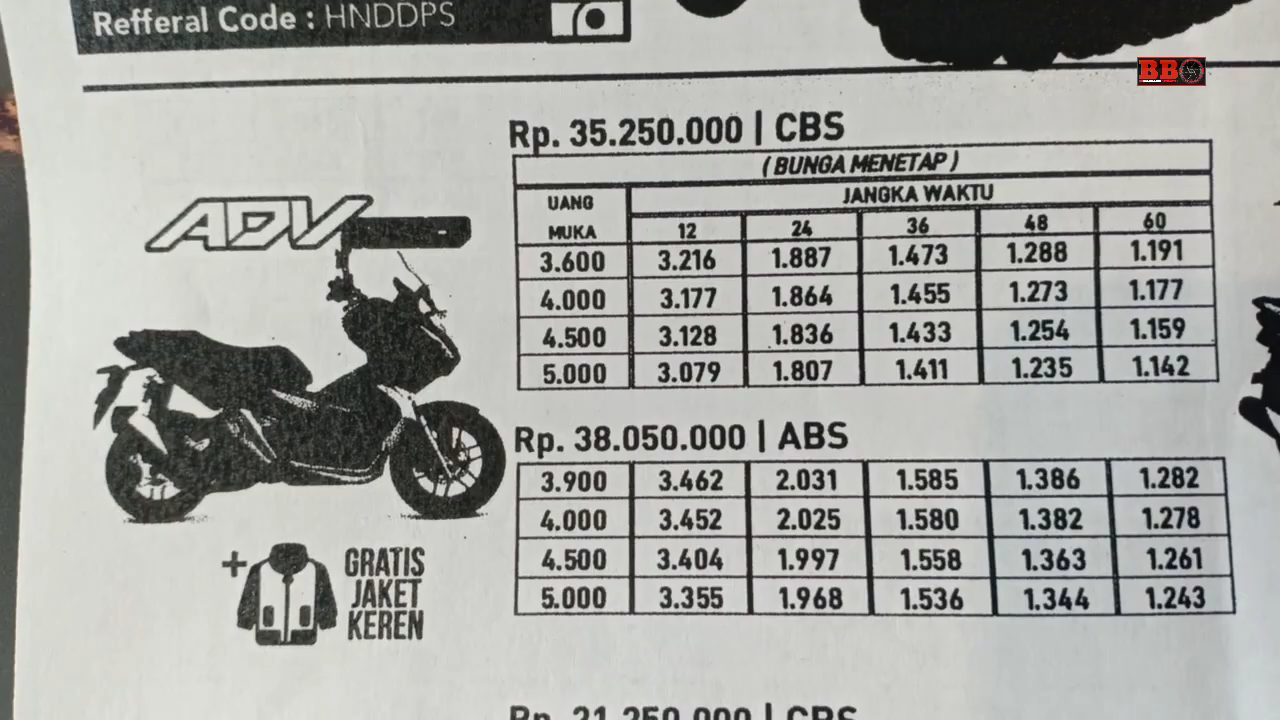 Refferal Code : HNDDPS
BBO
Rp. 35.250.000 | CBS
( BUNGA MENETAP )
UANG MUKA JANGKA WAKTU
12 24 36 48 60
3.600 3.216 1.887 1.473 1.288 1.191
4.000 3.177 1.864 1.455 1.273 1.177
4.500 3.128 1.836 1.433 1.254 1.159
5.000 3.079 1.807 1.411 1.235 1.142
ADV
Rp. 38.050.000 | ABS
3.900 3.462 2.031 1.585 1.386 1.282
4.000 3.452 2.025 1.580 1.382 1.278
4.500 3.404 1.997 1.558 1.363 1.261
5.000 3.355 1.968 1.536 1.344 1.243
+ GRATIS
JAKET
KEREN
Rp. 21.250.000 | CBS